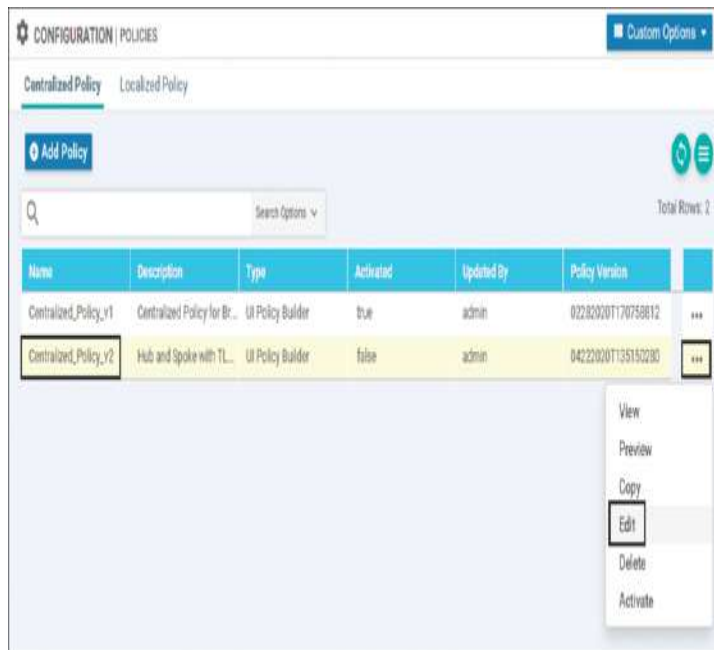 CONFIGURATION | POLICIES
Custom Options
Centralized Policy Localized Policy
Add Policy
Search Options
Total Rows: 2
Name Description Type Activated Updated By Policy Version
Centralized_Policy_v1 Centralized Policy for Br... UI Policy Builder true admin 02282020T170758812 ...
Centralized_Policy_v2 Hub and Spoke with TL... UI Policy Builder false admin 04222020T135150280 ...
View
Preview
Copy
Edit
Delete
Activate